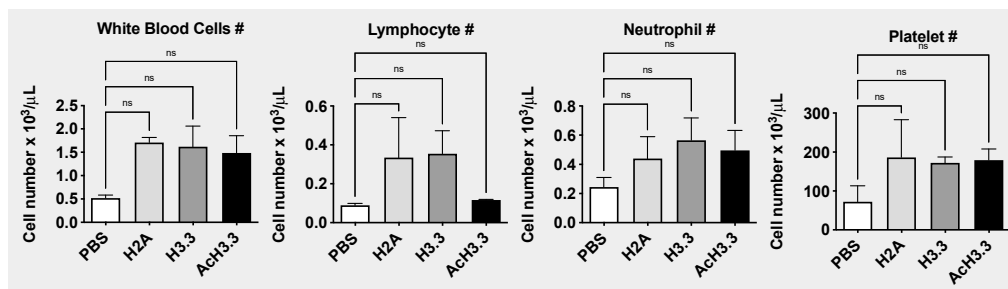 White Blood Cells #
ns
ns
ns
Cell number x 10³/μL
2.5
2.0
1.5
1.0
0.5
0.0
PBS
H2A
H3.3
AcH3.3
Lymphocyte #
ns
ns
ns
Cell number x 10³/μL
0.6
0.4
0.2
0.0
PBS
H2A
H3.3
AcH3.3
Neutrophil #
ns
ns
ns
Cell number x 10³/μL
0.8
0.6
0.4
0.2
0.0
PBS
H2A
H3.3
AcH3.3
Platelet #
ns
ns
ns
Cell number x 10³/μL
300
200
100
0
PBS
H2A
H3.3
AcH3.3